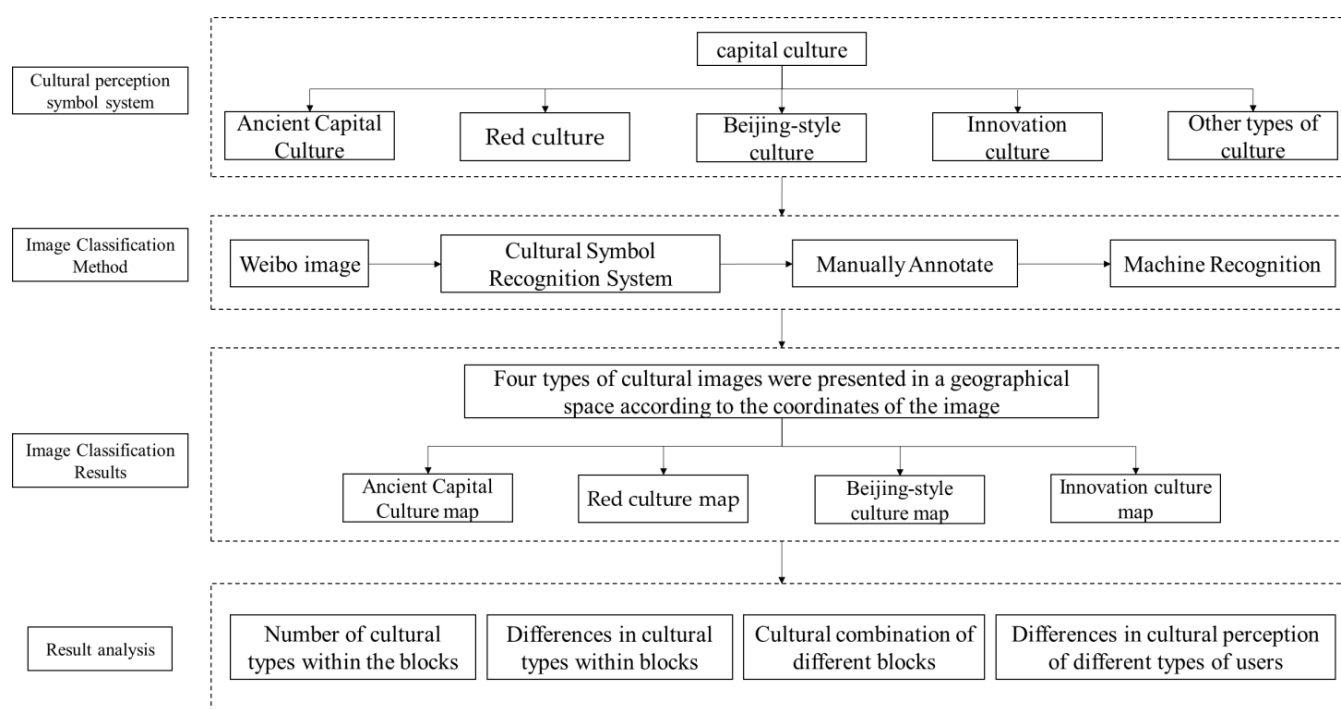 capital culture
Cultural perception
symbol system
Ancient Capital
Culture
Red culture
Beijing-style
culture
Innovation
culture
Other types of
culture
Image Classification
Method
Weibo image
Cultural Symbol
Recognition System
Manually Annotate
Machine Recognition
Four types of cultural images were presented in a geographical
space according to the coordinates of the image
Image Classification
Results
Ancient Capital
Culture map
Red culture map
Beijing-style
culture map
Innovation culture
map
Result analysis
Number of cultural
types within the blocks
Differences in cultural
types within blocks
Cultural combination of
different blocks
Differences in cultural perception
of different types of users